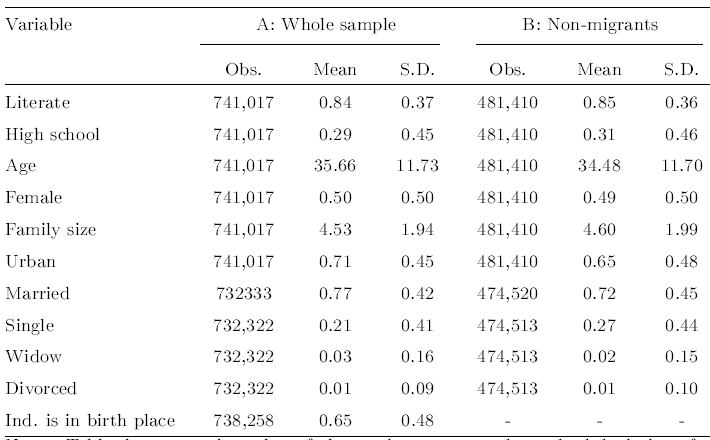 Variable A: Whole sample B: Non-migrants
Obs. Mean S.D. Obs. Mean S.D.
Literate 741,017 0.84 0.37 481,410 0.85 0.36
High school 741,017 0.29 0.45 481,410 0.31 0.46
Age 741,017 35.66 11.73 481,410 34.48 11.70
Female 741,017 0.50 0.50 481,410 0.49 0.50
Family size 741,017 4.53 1.94 481,410 4.60 1.99
Urban 741,017 0.71 0.45 481,410 0.65 0.48
Married 732333 0.77 0.42 474,520 0.72 0.45
Single 732,322 0.21 0.41 474,513 0.27 0.44
Widow 732,322 0.03 0.16 474,513 0.02 0.15
Divorced 732,322 0.01 0.09 474,513 0.01 0.10
Ind. is in birth place 738,258 0.65 0.48 - - -